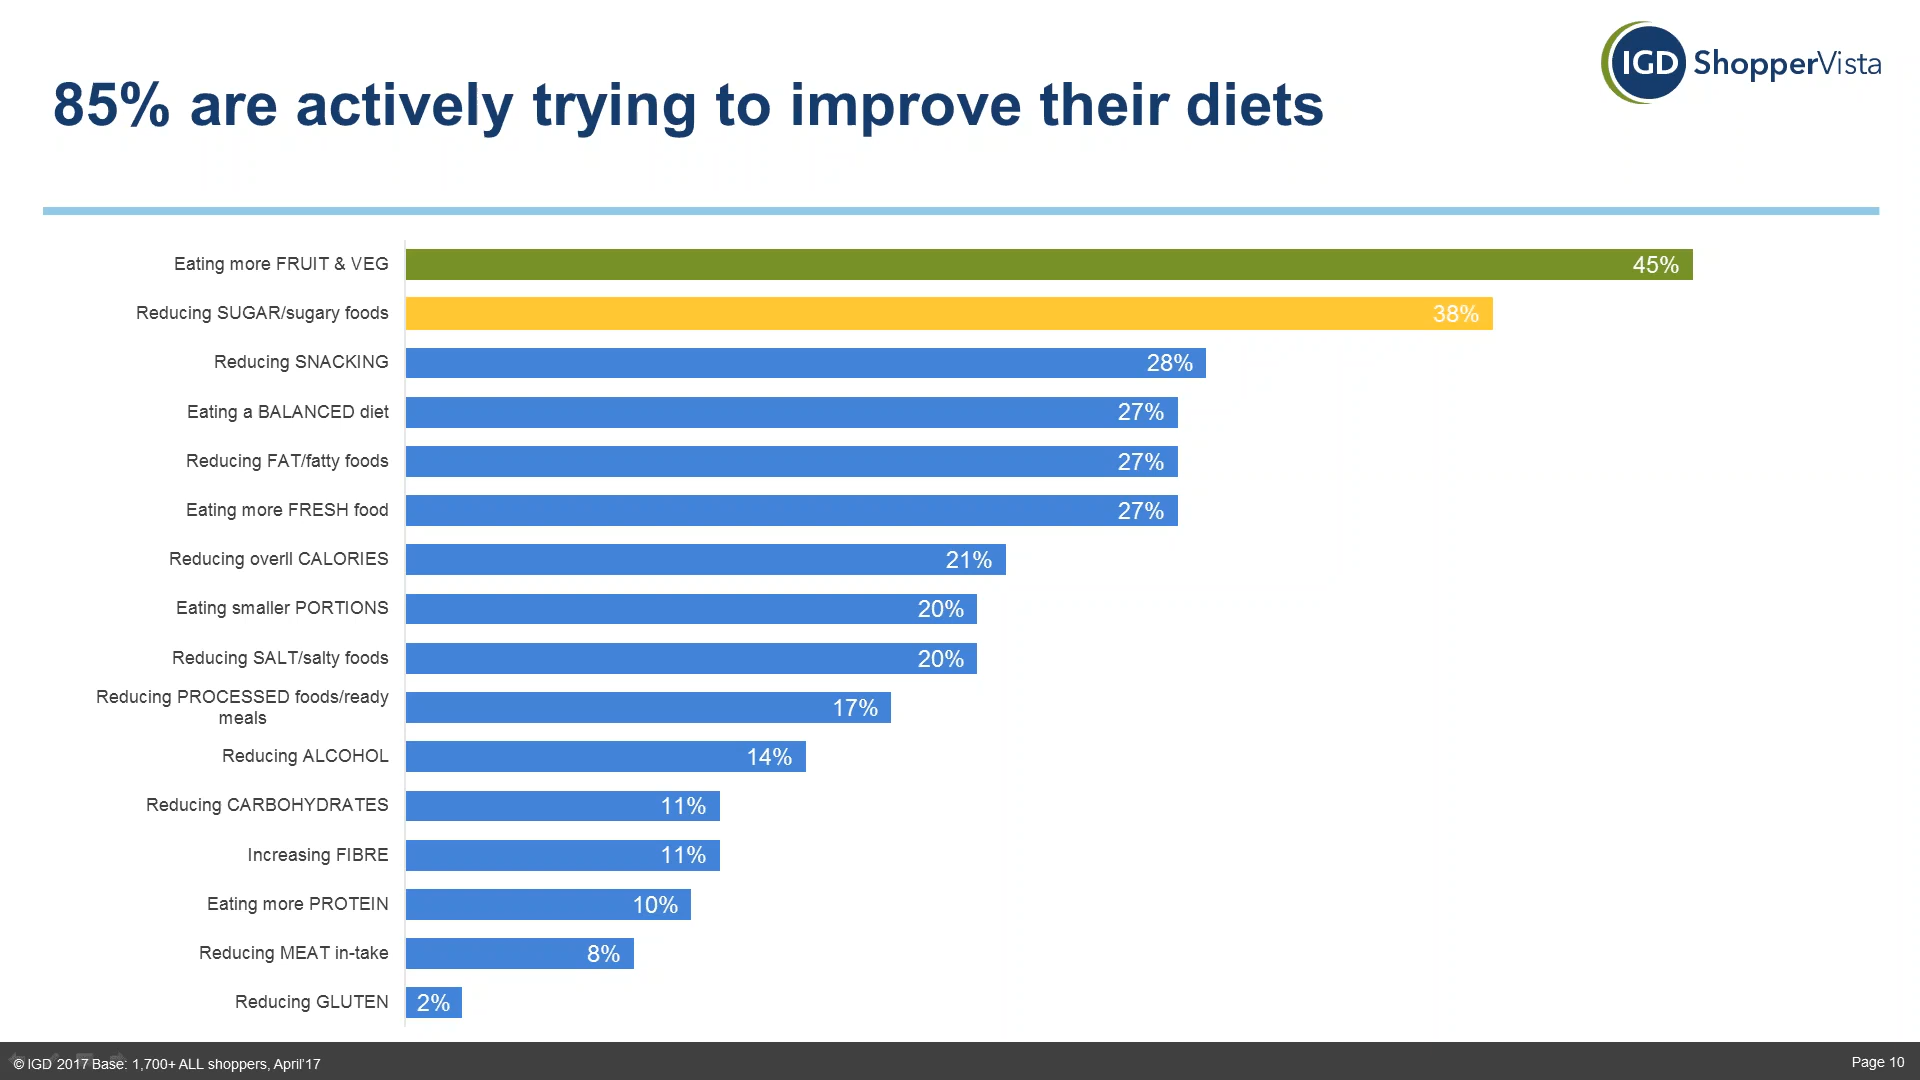 IGD ShopperVista
85% are actively trying to improve their diets
Eating more FRUIT & VEG 45%
Reducing SUGAR/sugary foods 38%
Reducing SNACKING 28%
Eating a BALANCED diet 27%
Reducing FAT/fatty foods 27%
Eating more FRESH food 27%
Reducing overll CALORIES 21%
Eating smaller PORTIONS 20%
Reducing SALT/salty foods 20%
Reducing PROCESSED foods/ready
meals 17%
Reducing ALCOHOL 14%
Reducing CARBOHYDRATES 11%
Increasing FIBRE 11%
Eating more PROTEIN 10%
Reducing MEAT in-take 8%
Reducing GLUTEN 2%
© IGD 2017 Base: 1,700+ ALL shoppers, April'17
Page 10